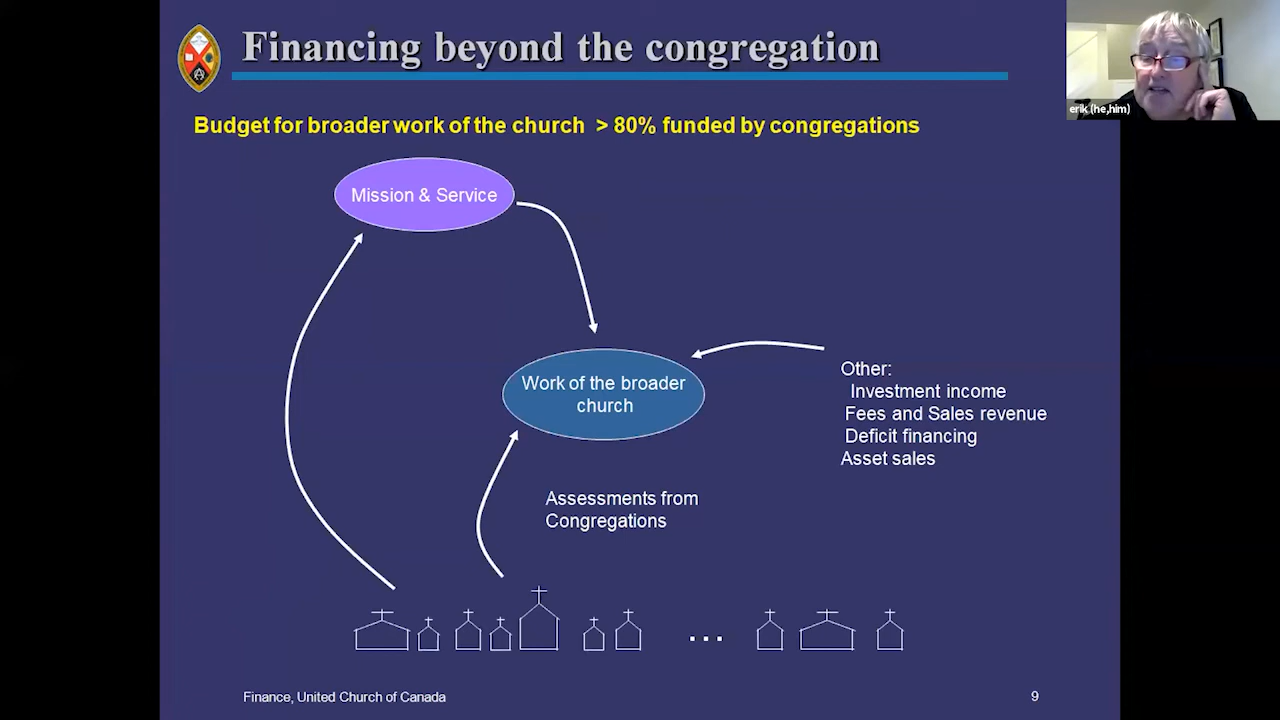 Financing beyond the congregation
erik (he,him)
Budget for broader work of the church > 80% funded by congregations
Mission & Service
Work of the broader
church
Other:
Investment income
Fees and Sales revenue
Deficit financing
Asset sales
Assessments from
Congregations
...
Finance, United Church of Canada
9